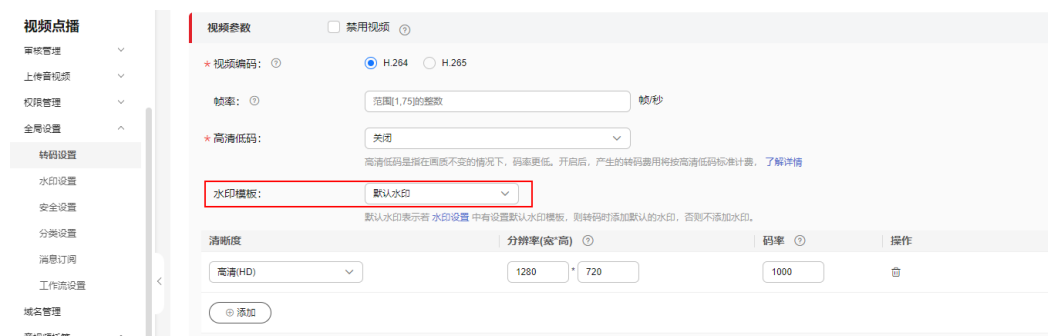 视频点播
审核管理
上传音视频
权限管理
全局设置
转码设置
水印设置
安全设置
分类设置
消息订阅
工作流设置
域名管理
视频参数 禁用视频
* 视频编码： H.264 H.265
帧率： 范围[1,75]的整数 帧/秒
* 高清低码： 关闭
高清低码是指在画质不变的情况下，码率更低。开启后，产生的转码费用将按高清低码标准计费， 了解详情
水印模板： 默认水印
默认水印表示若 水印设置 中有设置默认水印模板，则转码时添加默认的水印，否则不添加水印。
清晰度 分辨率(宽*高) 码率 操作
高清(HD) 1280 * 720 1000
添加